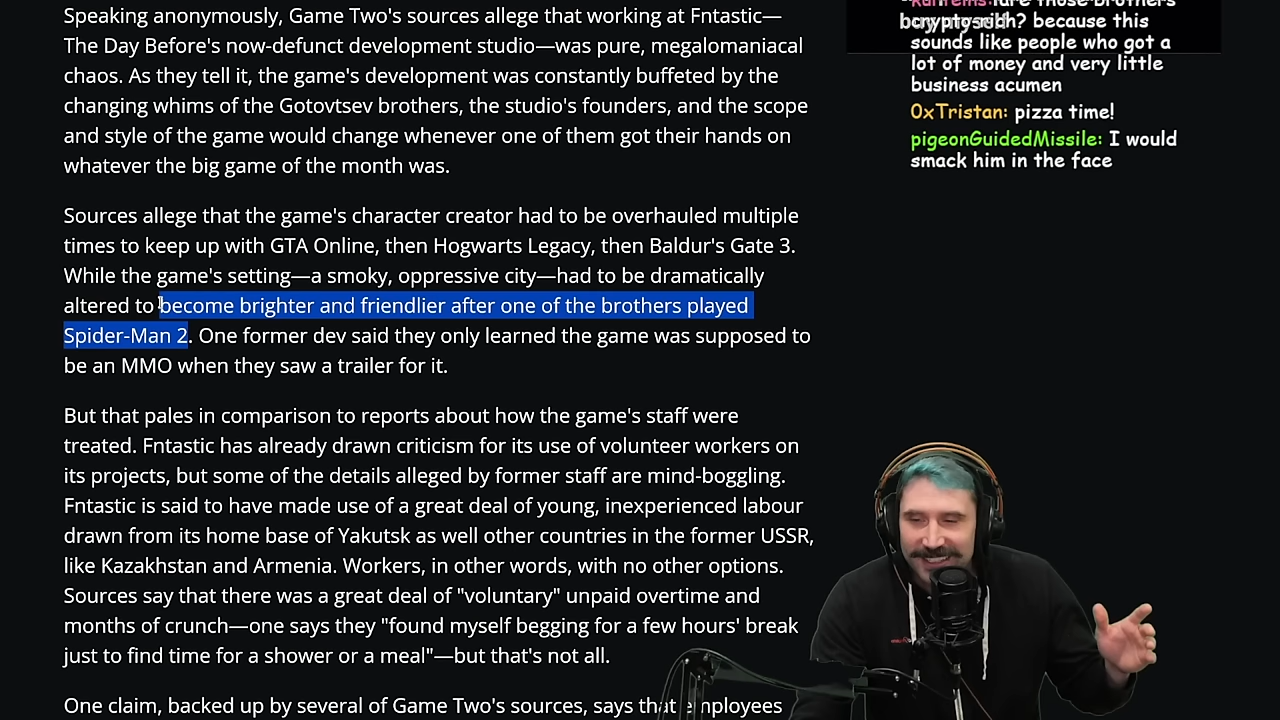 Speaking anonymously, Game Two's sources allege that working at Fntastic—
The Day Before's now-defunct development studio—was pure, megalomaniacal
chaos. As they tell it, the game's development was constantly buffeted by the
changing whims of the Gotovtsev brothers, the studio's founders, and the scope
and style of the game would change whenever one of them got their hands on
whatever the big game of the month was.
Sources allege that the game's character creator had to be overhauled multiple
times to keep up with GTA Online, then Hogwarts Legacy, then Baldur's Gate 3.
While the game's setting—a smoky, oppressive city—had to be dramatically
altered to become brighter and friendlier after one of the brothers played
Spider-Man 2. One former dev said they only learned the game was supposed to
be an MMO when they saw a trailer for it.
But that pales in comparison to reports about how the game's staff were
treated. Fntastic has already drawn criticism for its use of volunteer workers on
its projects, but some of the details alleged by former staff are mind-boggling.
Fntastic is said to have made use of a great deal of young, inexperienced labour
drawn from its home base of Yakutsk as well other countries in the former USSR,
like Kazakhstan and Armenia. Workers, in other words, with no other options.
Sources say that there was a great deal of "voluntary" unpaid overtime and
months of crunch—one says they "found myself begging for a few hours' break
just to find time for a shower or a meal"—but that's not all.
One claim, backed up by several of Game Two's sources, says that employees
are those brothers
because this
sounds like people who got a
lot of money and very little
business acumen
0xTristan: pizza time!
pigeonGuidedMissile: I would
smack him in the face